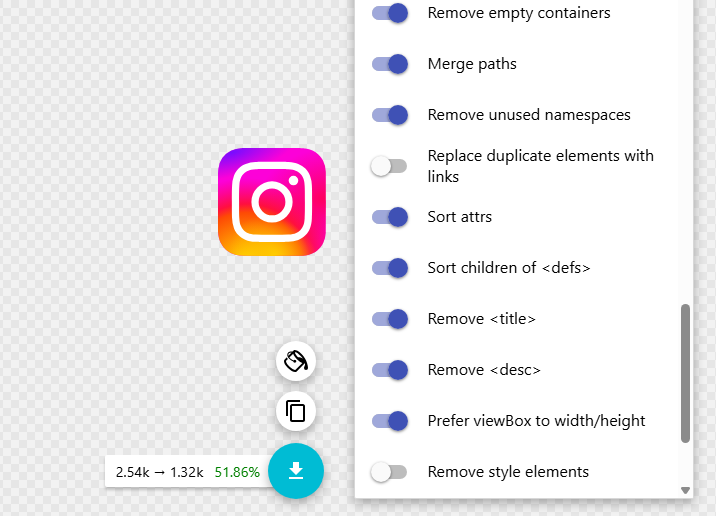 Remove empty containers
Merge paths
Remove unused namespaces
Replace duplicate elements with
links
Sort attrs
Sort children of <defs>
Remove <title>
Remove <desc>
Prefer viewBox to width/height
Remove style elements
2.54k → 1.32k 51.86%